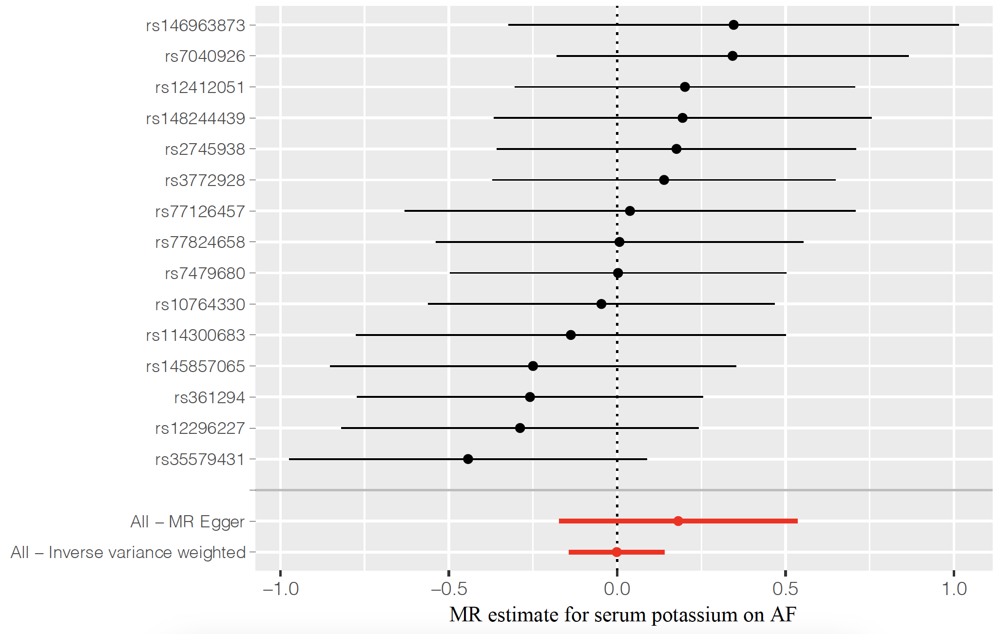 rs146963873
rs7040926
rs12412051
rs148244439
rs2745938
rs3772928
rs77126457
rs77824658
rs7479680
rs10764330
rs114300683
rs145857065
rs361294
rs12296227
rs35579431
All – MR Egger
All – Inverse variance weighted
–1.0 –0.5 0.0 0.5 1.0
MR estimate for serum potassium on AF